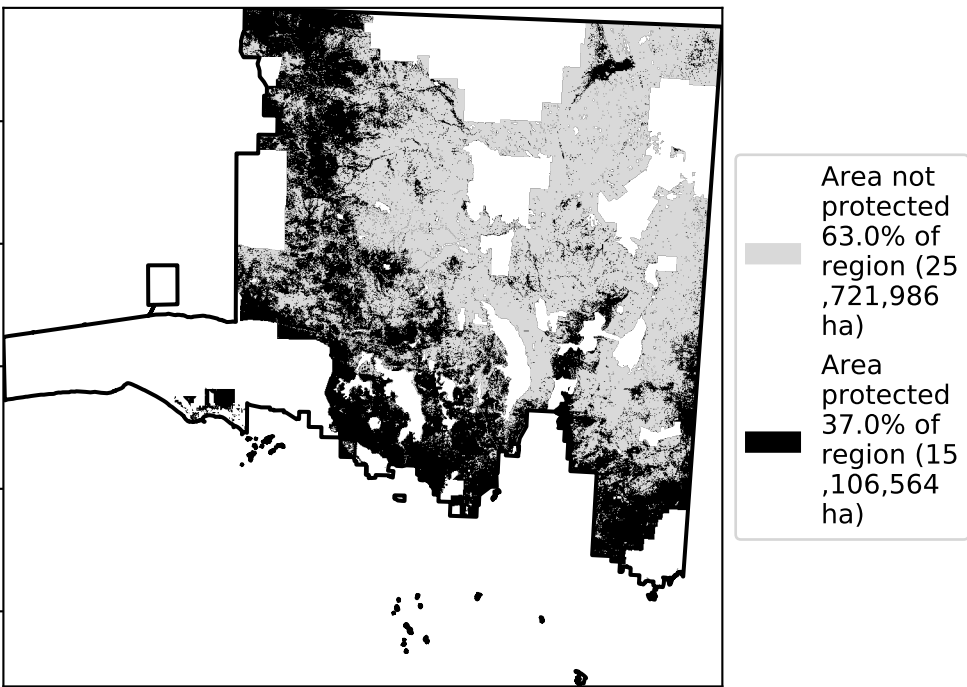 Area not
protected
63.0% of
region (25
,721,986
ha)
Area
protected
37.0% of
region (15
,106,564
ha)